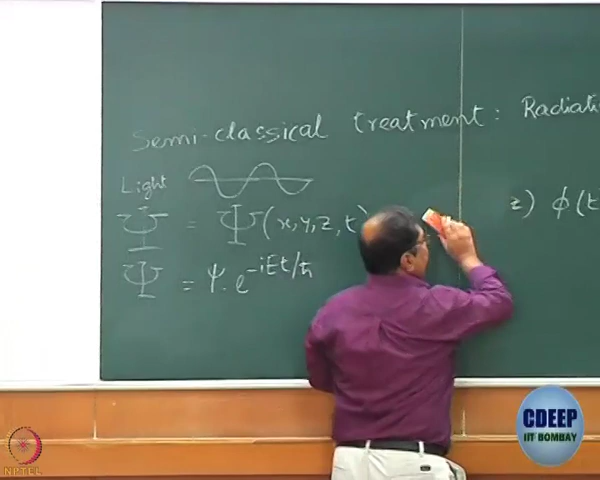 Semi-classical treatment : Radiati
Light
Ψ = Ψ(x,y,z,t) z) φ(t
Ψ = ψ.e^-iEt/ħ
CDEEP
IIT BOMBAY
NPTEL